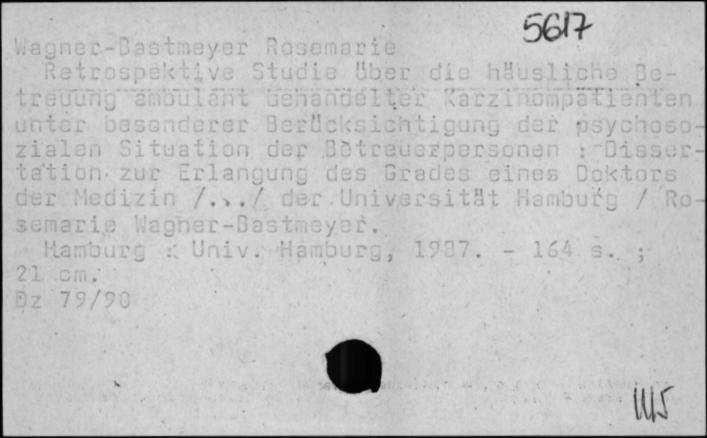 5617
Wagner-Bastmeyer Rosemarie
Retrospektive Studie über die häusliche Be-
treuung ambulant behandelter Karzinompatienten
unter besonderer Berücksichtigung der psychoso-
zialen Situation der Betreuerpersonen : Disser-
tation zur Erlangung des Grades eines Doktors
der Medizin /.../ der Universität Hamburg / Ro-
semarie Wagner-Bastmeyer.
Hamburg : Univ. Hamburg, 1987. - 164 s. ;
21 cm.
Dz 79/90